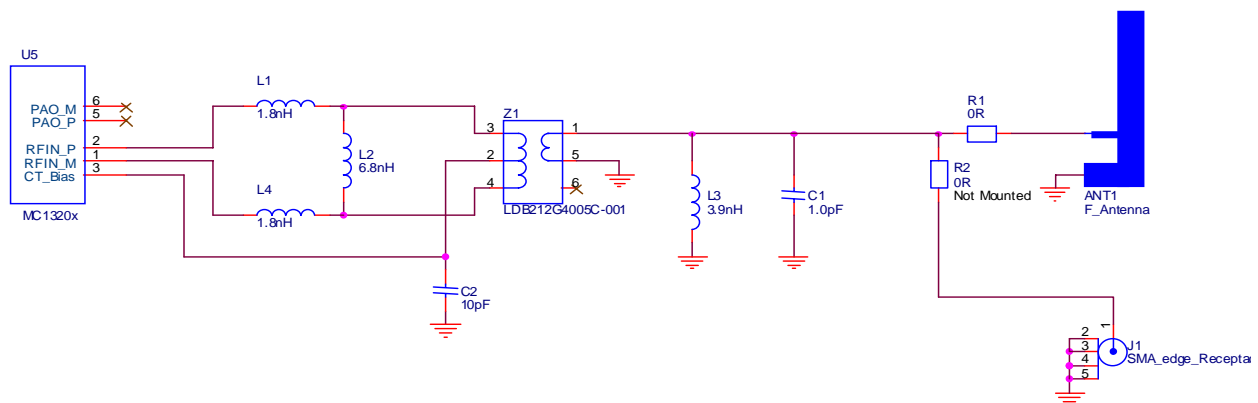 U5
PAO_M 6
PAO_P 5
RFIN_P 2
RFIN_M 1
CT_Bias 3
MC1320x
L1
1.8nH
L2
6.8nH
L4
1.8nH
C2
10pF
Z1
3 1
2 5
4 6
LDB212G4005C-001
L3
3.9nH
C1
1.0pF
R1
0R
R2
0R
Not Mounted
ANT1
F_Antenna
1
2
3
4
5
J1
SMA_edge_Receptar